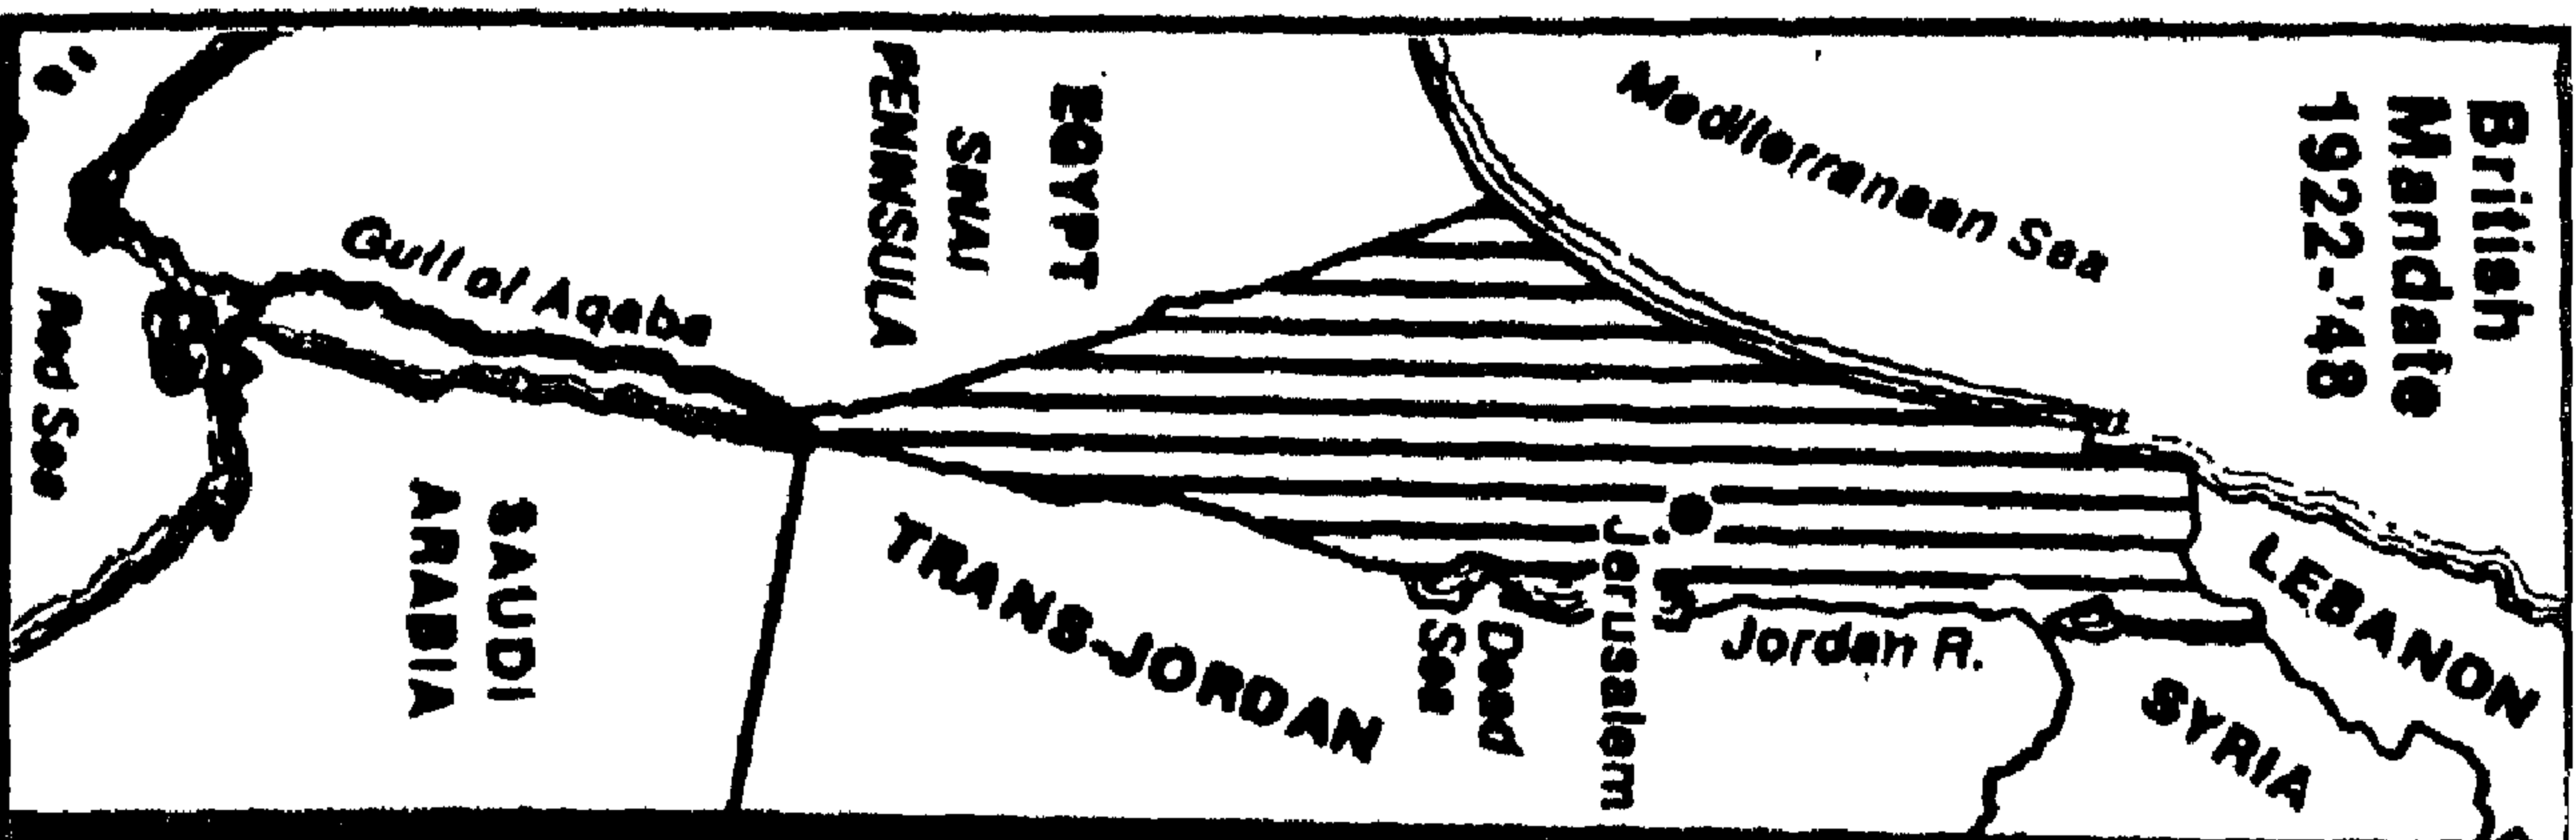 British
Mandate
1922-'48
Mediterranean Sea
LEBANON
SYRIA
Jordan R.
Jerusalem
Dead
Sea
TRANS-JORDAN
EGYPT
SINAI
PENINSULA
Gulf of Aqaba
SAUDI
ARABIA
Red Sea